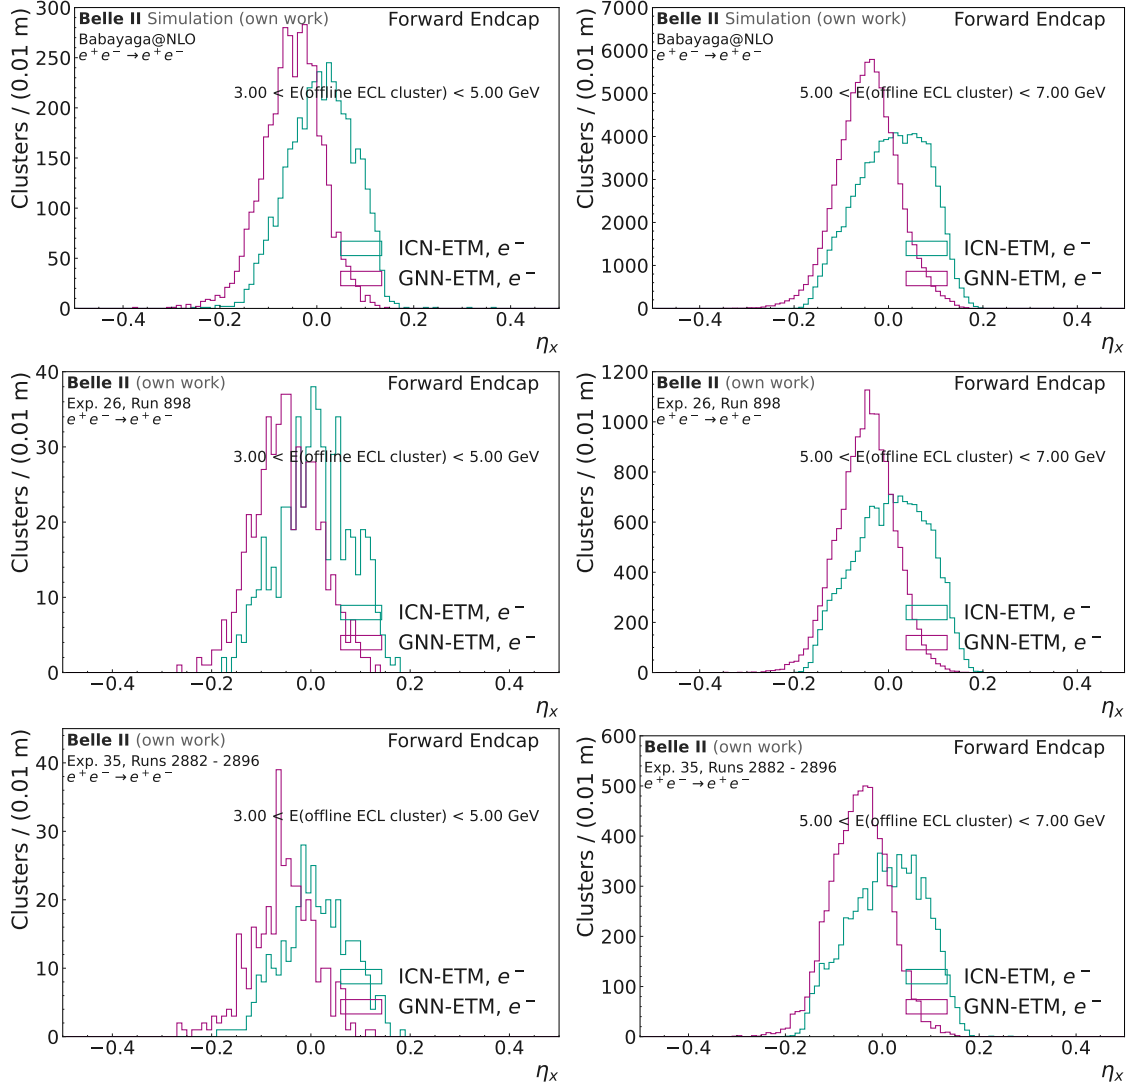 Belle II Simulation (own work)
Forward Endcap
Babayaga@NLO
e⁺e⁻ → e⁺e⁻
3.00 < E(offline ECL cluster) < 5.00 GeV
Clusters / (0.01 m)
300
250
200
150
100
50
0
ICN-ETM, e⁻
GNN-ETM, e⁻
−0.4 −0.2 0.0 0.2 0.4
ηₓ
Belle II Simulation (own work)
Forward Endcap
Babayaga@NLO
e⁺e⁻ → e⁺e⁻
5.00 < E(offline ECL cluster) < 7.00 GeV
Clusters / (0.01 m)
7000
6000
5000
4000
3000
2000
1000
0
ICN-ETM, e⁻
GNN-ETM, e⁻
−0.4 −0.2 0.0 0.2 0.4
ηₓ
Belle II (own work)
Forward Endcap
Exp. 26, Run 898
e⁺e⁻ → e⁺e⁻
3.00 < E(offline ECL cluster) < 5.00 GeV
Clusters / (0.01 m)
40
30
20
10
0
ICN-ETM, e⁻
GNN-ETM, e⁻
−0.4 −0.2 0.0 0.2 0.4
ηₓ
Belle II (own work)
Forward Endcap
Exp. 26, Run 898
e⁺e⁻ → e⁺e⁻
5.00 < E(offline ECL cluster) < 7.00 GeV
Clusters / (0.01 m)
1200
1000
800
600
400
200
0
ICN-ETM, e⁻
GNN-ETM, e⁻
−0.4 −0.2 0.0 0.2 0.4
ηₓ
Belle II (own work)
Forward Endcap
Exp. 35, Runs 2882 - 2896
e⁺e⁻ → e⁺e⁻
3.00 < E(offline ECL cluster) < 5.00 GeV
Clusters / (0.01 m)
40
30
20
10
0
ICN-ETM, e⁻
GNN-ETM, e⁻
−0.4 −0.2 0.0 0.2 0.4
ηₓ
Belle II (own work)
Forward Endcap
Exp. 35, Runs 2882 - 2896
e⁺e⁻ → e⁺e⁻
5.00 < E(offline ECL cluster) < 7.00 GeV
Clusters / (0.01 m)
600
500
400
300
200
100
0
ICN-ETM, e⁻
GNN-ETM, e⁻
−0.4 −0.2 0.0 0.2 0.4
ηₓ